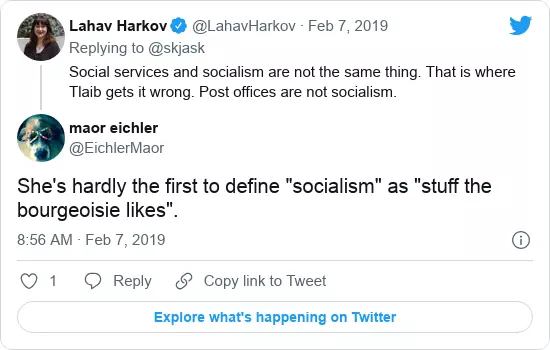 Lahav Harkov @LahavHarkov · Feb 7, 2019
Replying to @skjask
Social services and socialism are not the same thing. That is where
Tlaib gets it wrong. Post offices are not socialism.
maor eichler
@EichlerMaor
She's hardly the first to define "socialism" as "stuff the
bourgeoisie likes".
8:56 AM · Feb 7, 2019
1 Reply Copy link to Tweet
Explore what's happening on Twitter